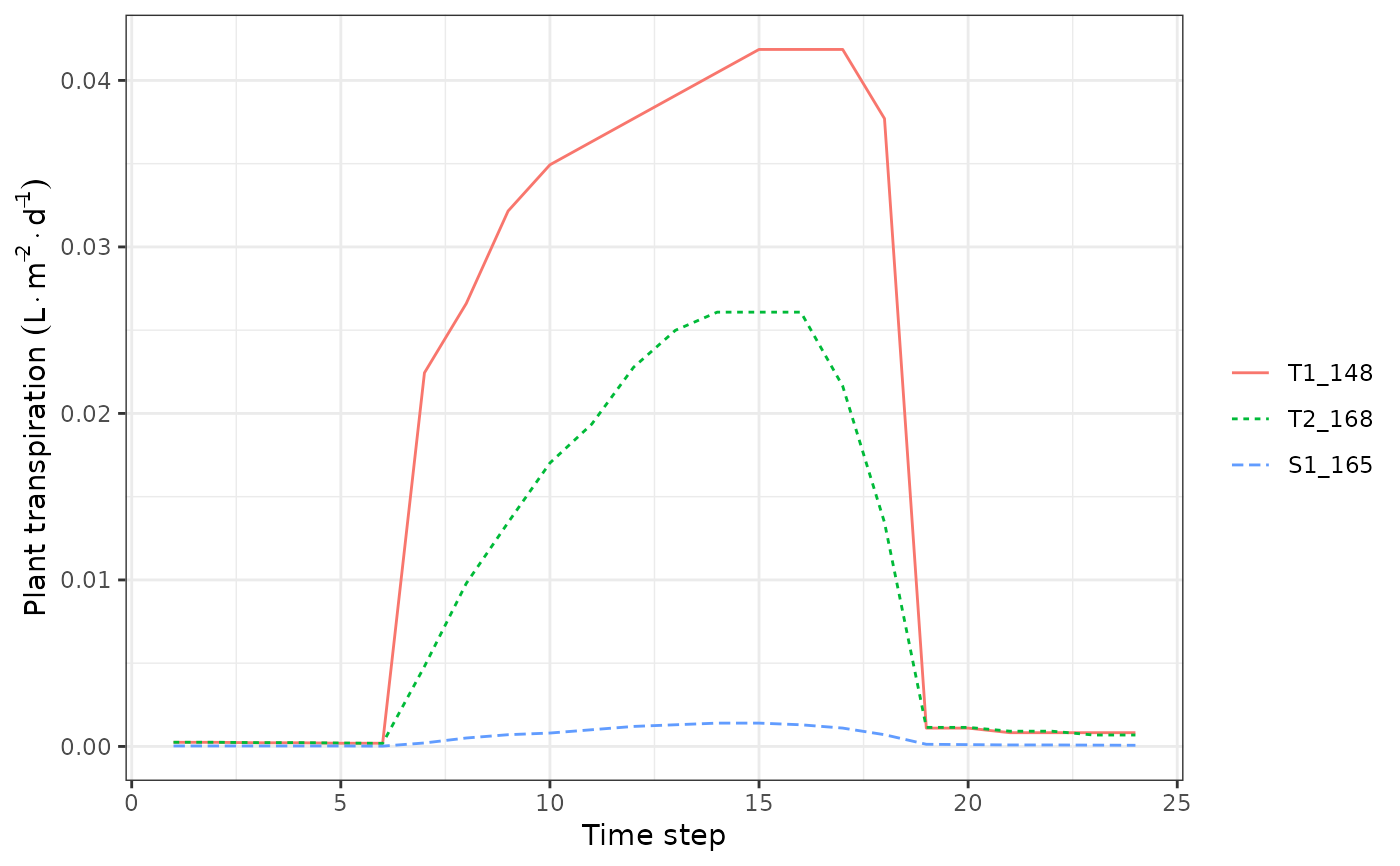 Plant transpiration (L · m⁻² · d⁻¹)
0.04
0.03
0.02
0.01
0.00
0 5 10 15 20 25
Time step
T1_148
T2_168
S1_165